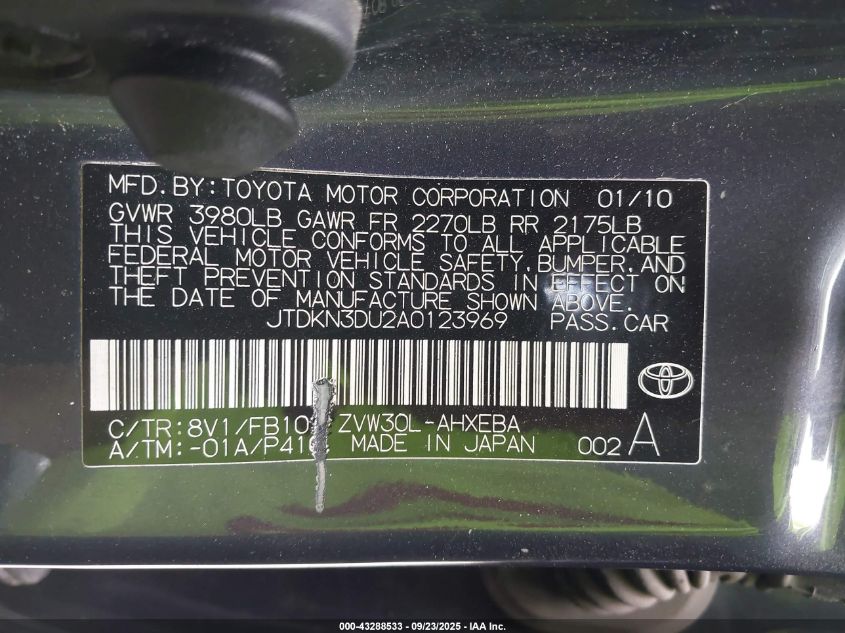 MFD.BY:TOYOTA MOTOR CORPORATION 01/10
GVWR 3980LB GAWR FR 2270LB RR 2175LB
THIS VEHICLE CONFORMS TO ALL APPLICABLE
FEDERAL MOTOR VEHICLE SAFETY,BUMPER,AND
THEFT PREVENTION STANDARDS IN EFFECT ON
THE DATE OF MANUFACTURE SHOWN ABOVE.
JTDKN3DU2A0123969 PASS.CAR
C/TR:8V1/FB10 ZVW30L-AHXEBA
A/TM:-01A/P410 MADE IN JAPAN 002 A
000-43288533 - 09/23/2025 - IAA Inc.